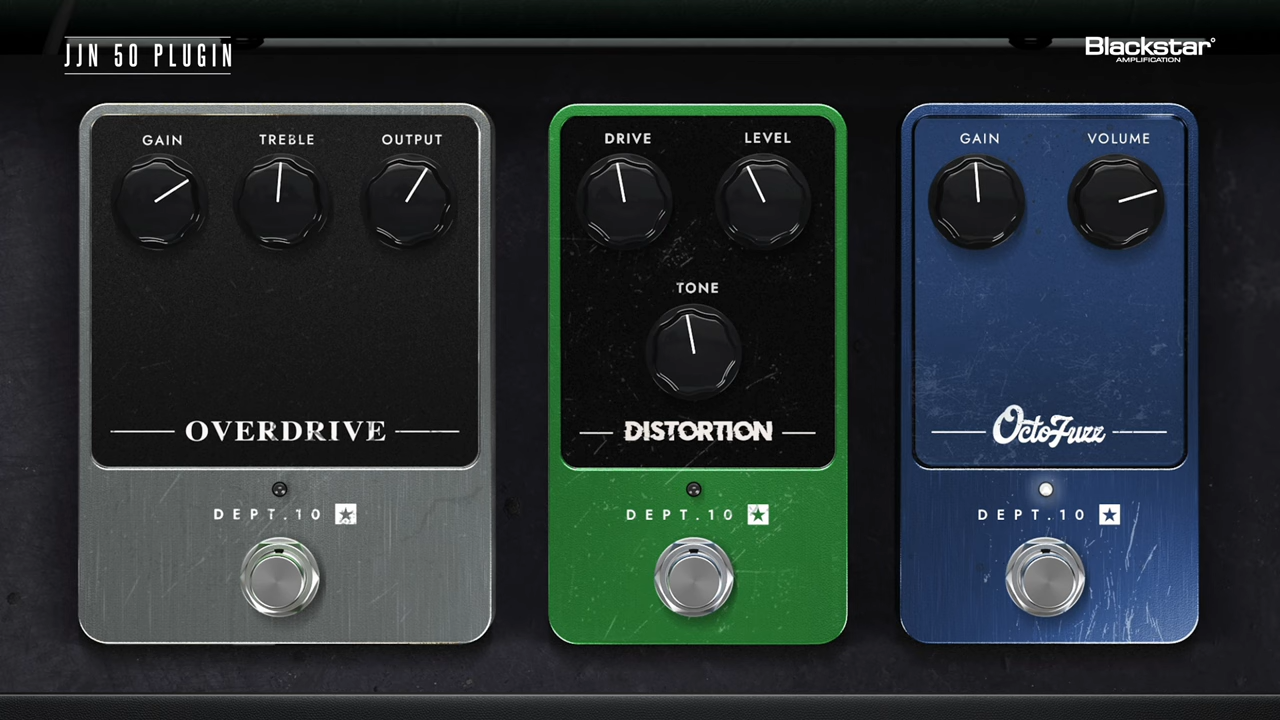 JJN 50 PLUGIN
Blackstar
AMPLIFICATION
GAIN TREBLE OUTPUT
OVERDRIVE
DEPT.10
DRIVE LEVEL
TONE
DISTORTION
DEPT.10
GAIN VOLUME
OctoFuzz
DEPT.10